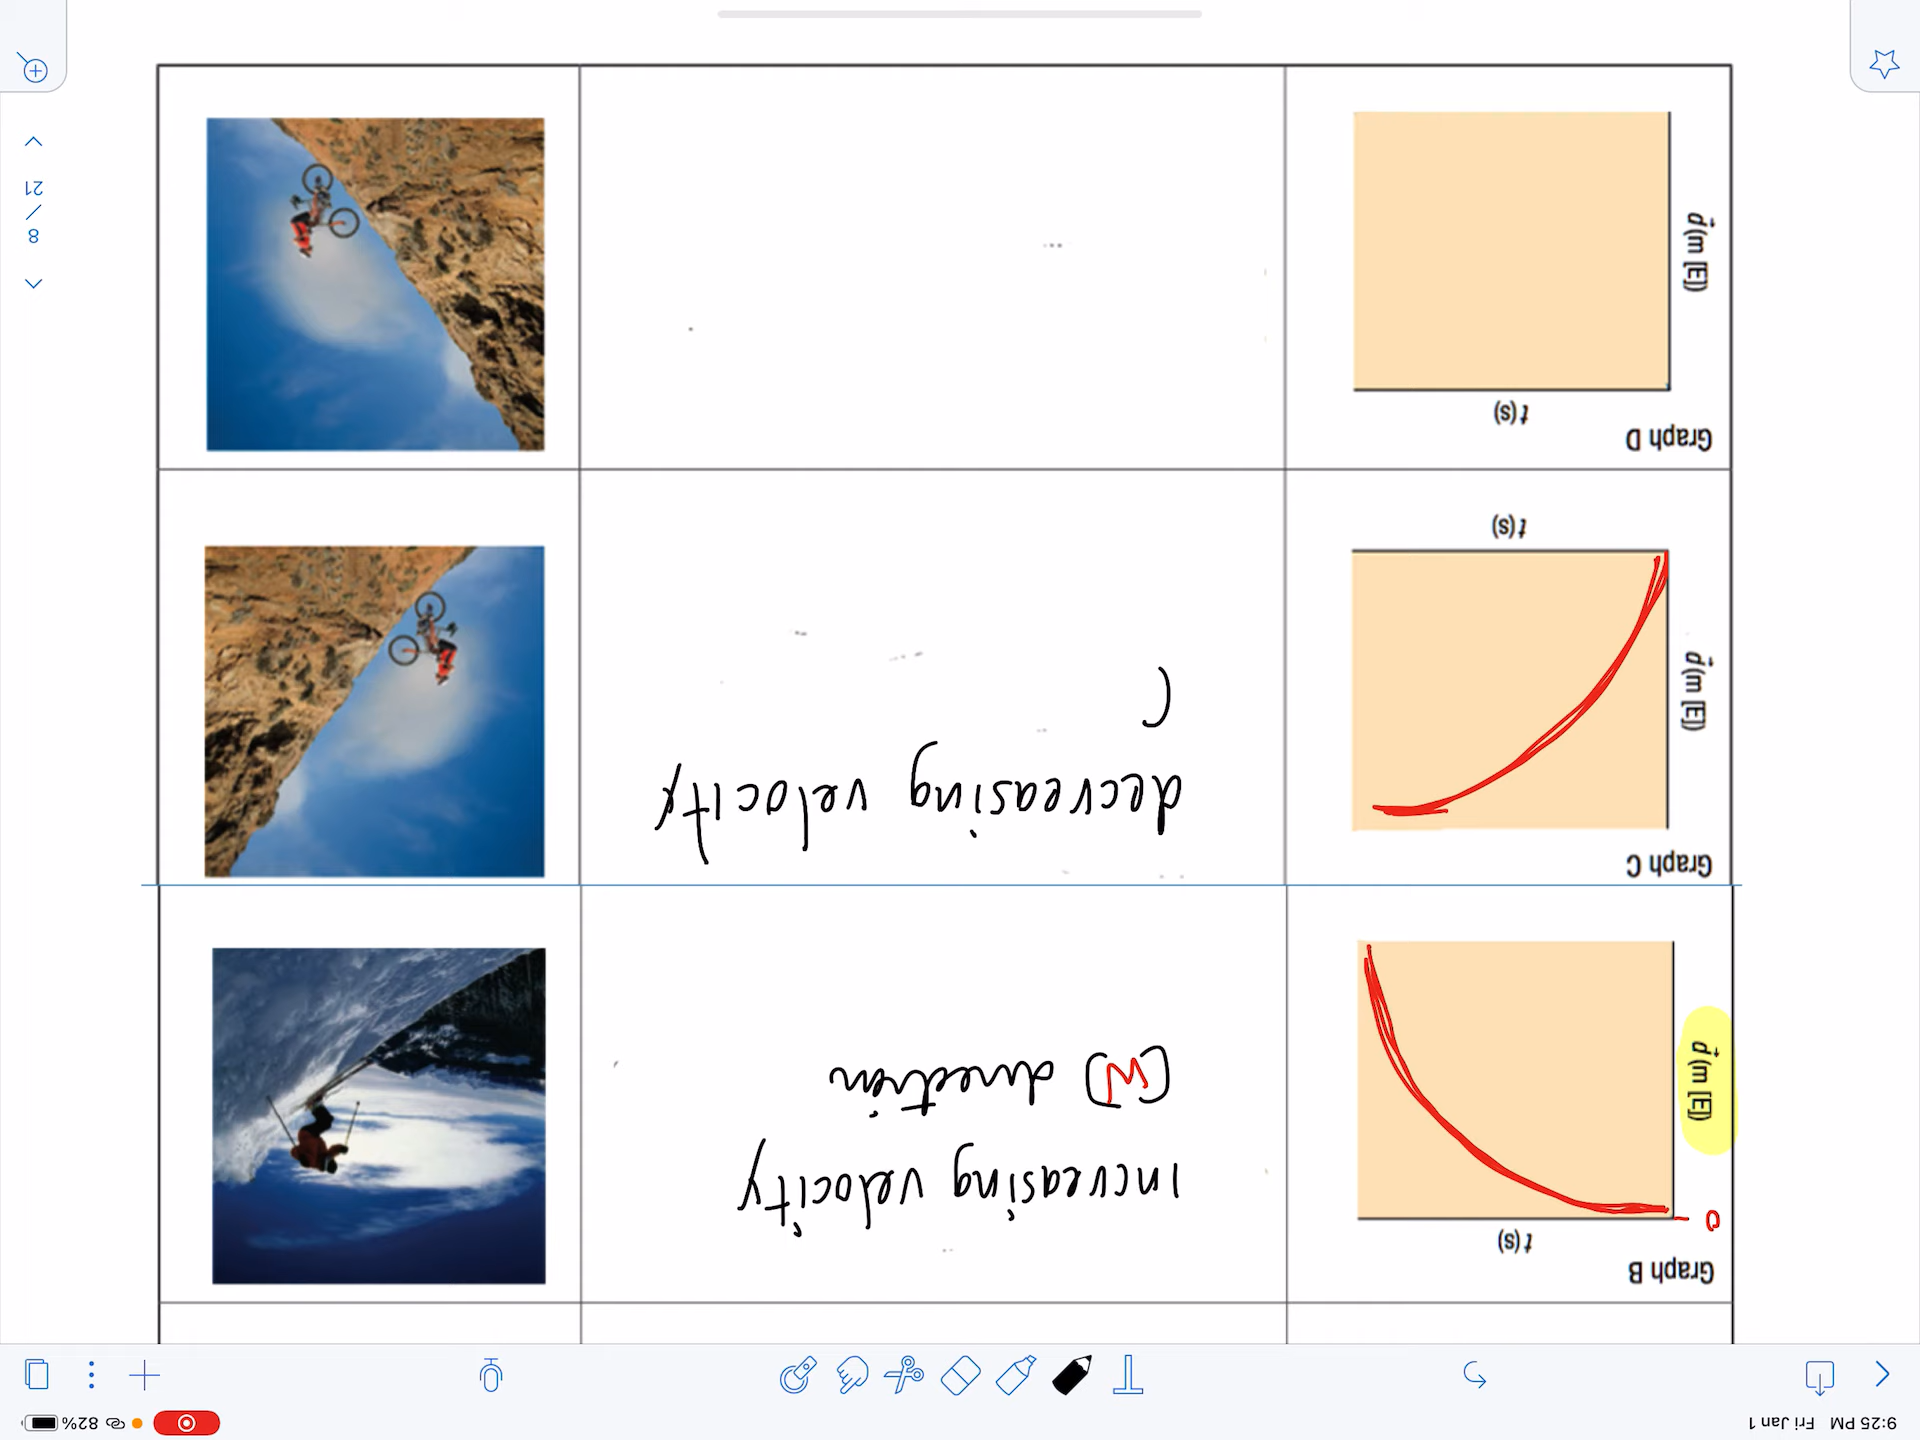 9:25 PM Fri Jan 1
82%
Graph B
t (s)
0
d⃗ (m [E])
increasing velocity
[W] direction
Graph C
d⃗ (m [E])
t (s)
decreasing velocity
[
Graph D
t (s)
d⃗ (m [E])
8
/
21